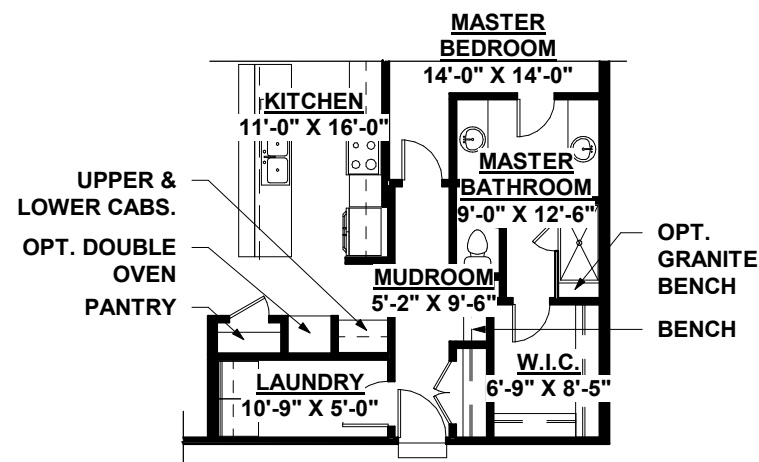 MASTER
BEDROOM
14'-0" X 14'-0"
KITCHEN
11'-0" X 16'-0"
MASTER
BATHROOM
9'-0" X 12'-6"
UPPER &
LOWER CABS.
OPT. DOUBLE
OVEN
PANTRY
MUDROOM
5'-2" X 9'-6"
OPT.
GRANITE
BENCH
BENCH
LAUNDRY
10'-9" X 5'-0"
W.I.C.
6'-9" X 8'-5"